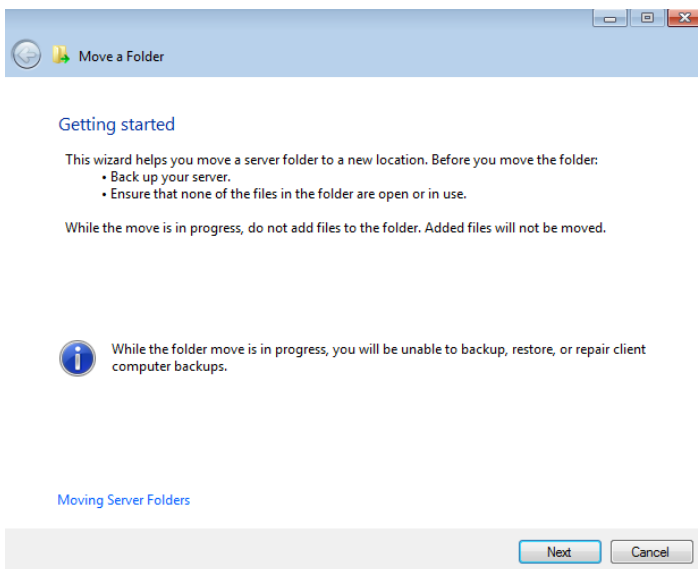 Move a Folder
Getting started
This wizard helps you move a server folder to a new location. Before you move the folder:
• Back up your server.
• Ensure that none of the files in the folder are open or in use.
While the move is in progress, do not add files to the folder. Added files will not be moved.
While the folder move is in progress, you will be unable to backup, restore, or repair client
computer backups.
Moving Server Folders
Next
Cancel